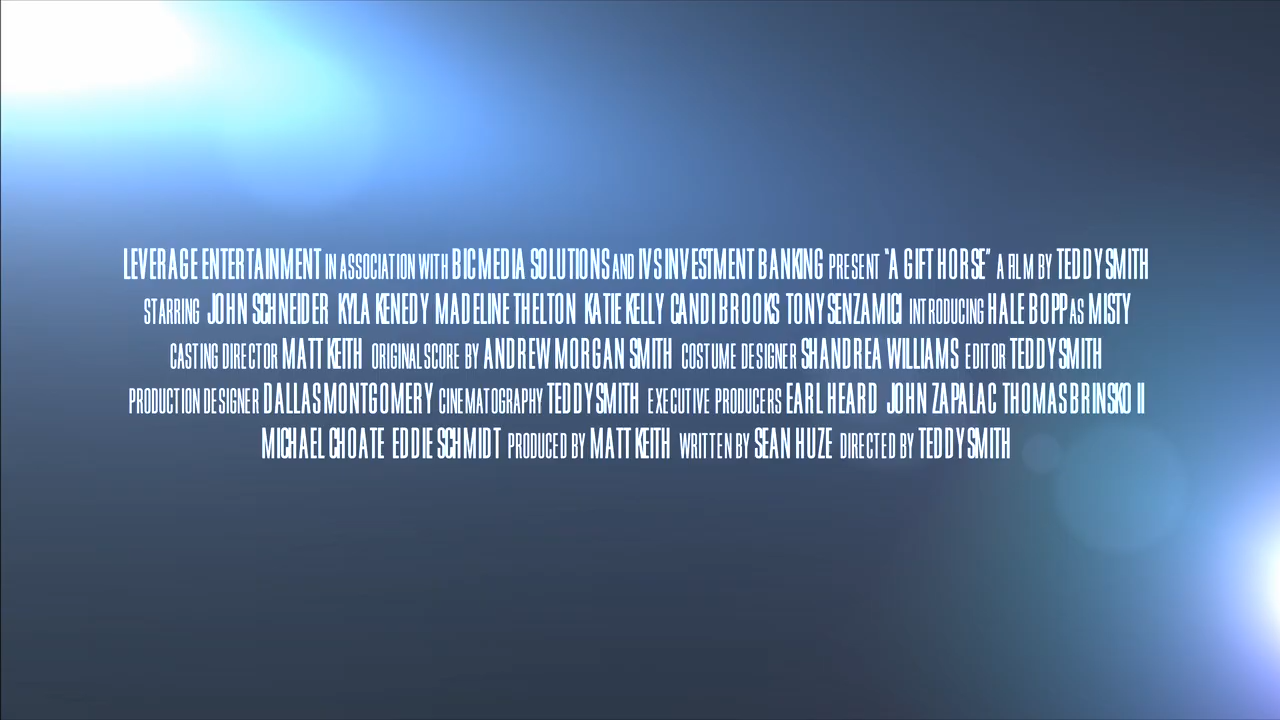 LEVERAGE ENTERTAINMENT IN ASSOCIATION WITH BIC MEDIA SOLUTIONS AND IVS INVESTMENT BANKING PRESENT "A GIFT HORSE" A FILM BY TEDDY SMITH
STARRING JOHN SCHNEIDER KYLA KENEDY MADELINE THELTON KATIE KELLY CANDI BROOKS TONY SENZAMICI INTRODUCING HALE BOPP AS MISTY
CASTING DIRECTOR MATT KEITH ORIGINAL SCORE BY ANDREW MORGAN SMITH COSTUME DESIGNER SHANDREA WILLIAMS EDITOR TEDDY SMITH
PRODUCTION DESIGNER DALLAS MONTGOMERY CINEMATOGRAPHY TEDDY SMITH EXECUTIVE PRODUCERS EARL HEARD JOHN ZAPALAC THOMAS BRINSKO II
MICHAEL CHOATE EDDIE SCHMIDT PRODUCED BY MATT KEITH WRITTEN BY SEAN HUZE DIRECTED BY TEDDY SMITH